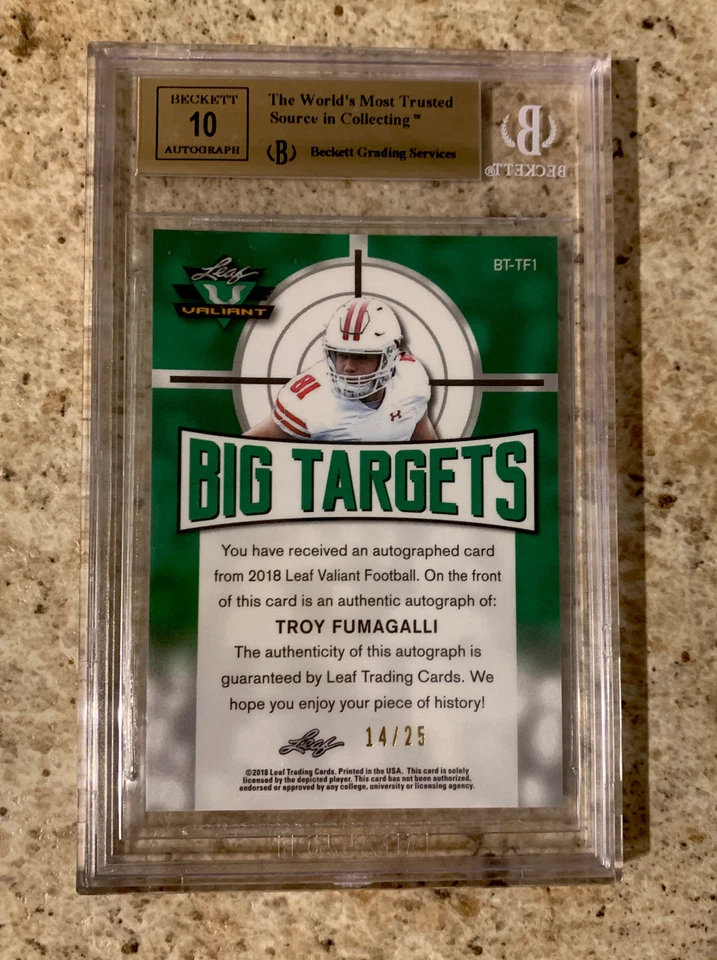 BECKETT
10
AUTOGRAPH
The World's Most Trusted
Source in Collecting™
B Beckett Grading Services
B
BECKETT®
Leaf
VALIANT
BT-TF1
81
BIG TARGETS
You have received an autographed card
from 2018 Leaf Valiant Football. On the front
of this card is an authentic autograph of:
TROY FUMAGALLI
The authenticity of this autograph is
guaranteed by Leaf Trading Cards. We
hope you enjoy your piece of history!
Leaf 14/25
©2018 Leaf Trading Cards. Printed in the USA. This card is solely
licensed by the depicted player. This card has not been authorized,
endorsed or approved by any college, university or licensing agency.